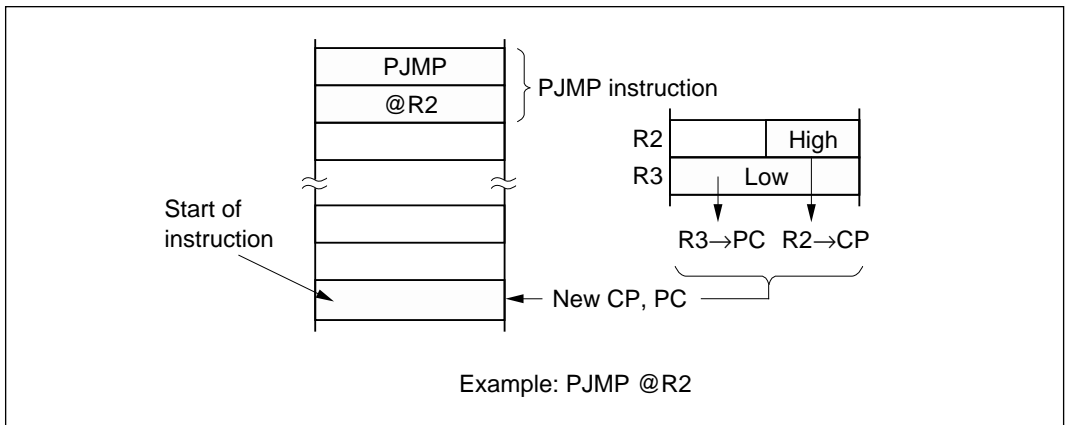 PJMP
@R2
PJMP instruction
R2
High
R3
Low
Start of
instruction
R3→PC R2→CP
New CP, PC
Example: PJMP @R2